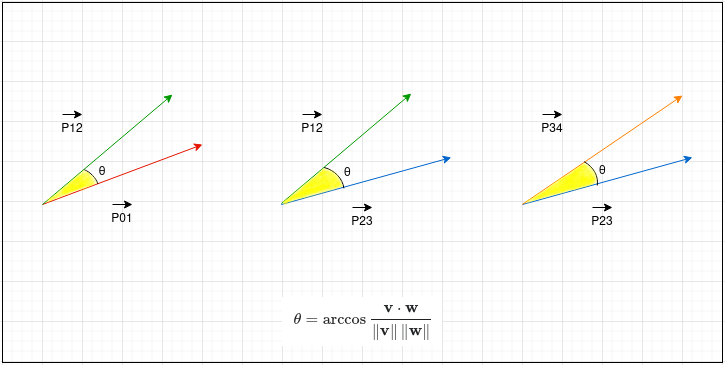 P12
θ
P01
P12
θ
P23
P34
θ
P23
θ = arccos v · w / ‖v‖ ‖w‖